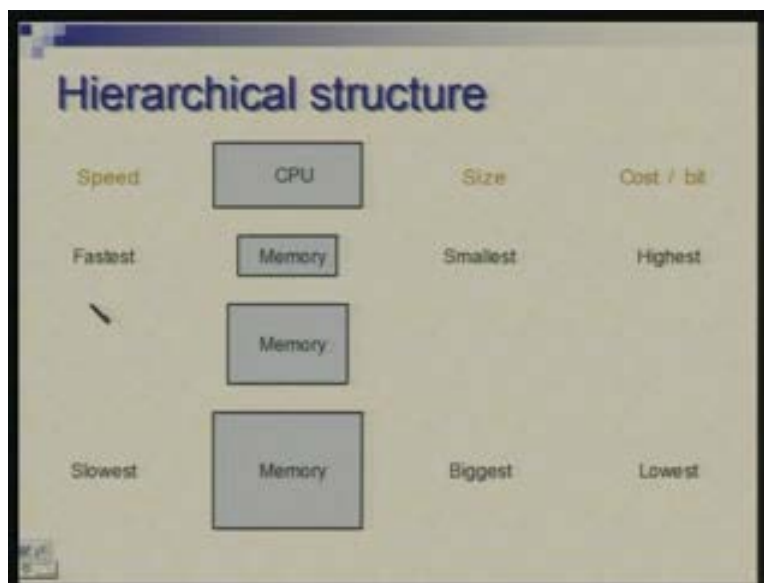 Hierarchical structure
Speed CPU Size Cost / bit
Fastest Memory Smallest Highest
Memory
Slowest Memory Biggest Lowest